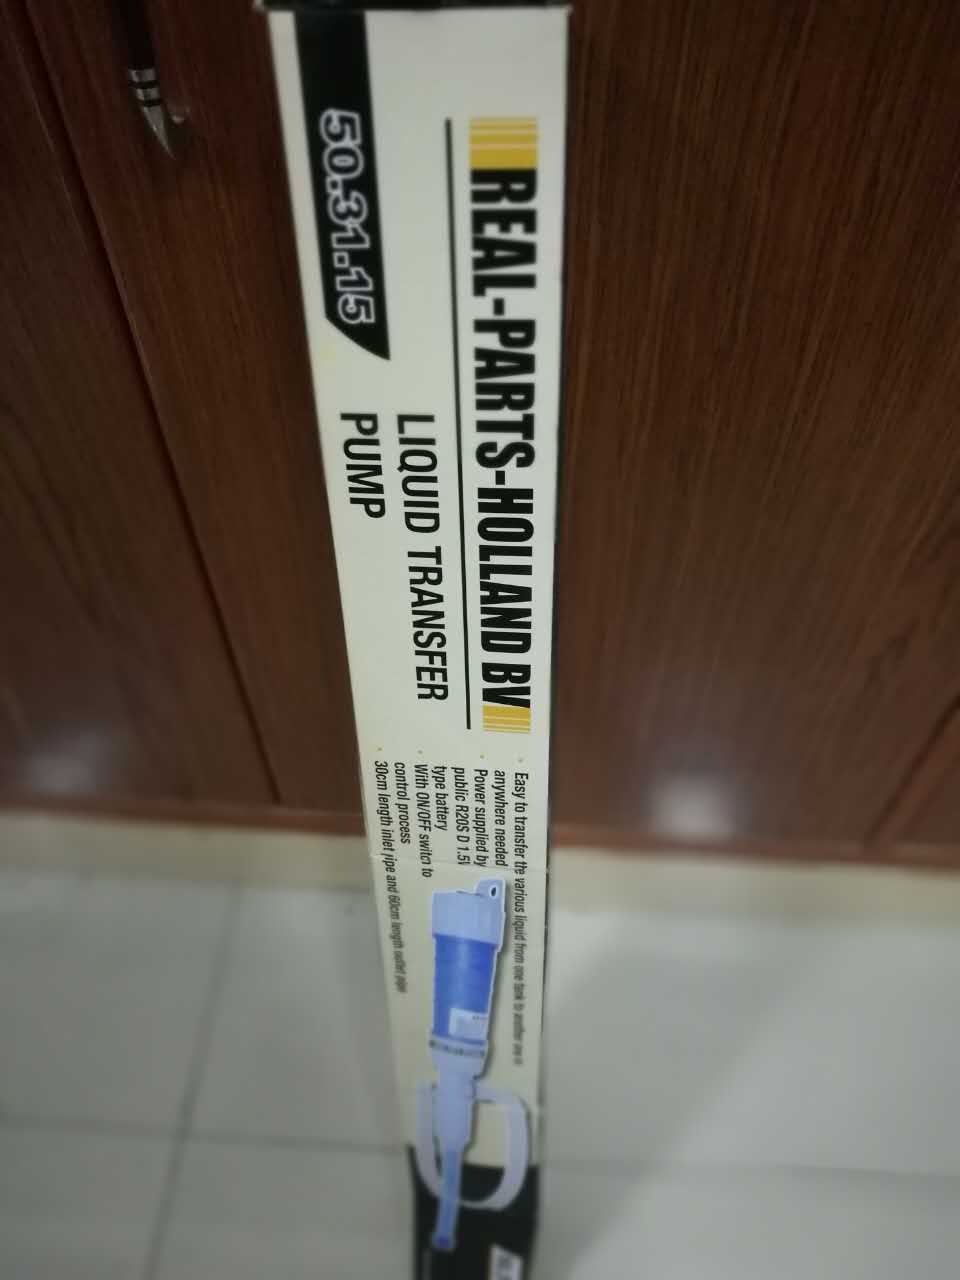 50.31.15
REAL-PARTS-HOLLAND BV
LIQUID TRANSFER
PUMP
· Easy to transfer the various liquid from one tank to another one in
anywhere needed
· Power supplied by
public R20S D 1.5V
type battery
· With ON/OFF switch to
control process
· 30cm length inlet pipe and 60cm length outlet pipe